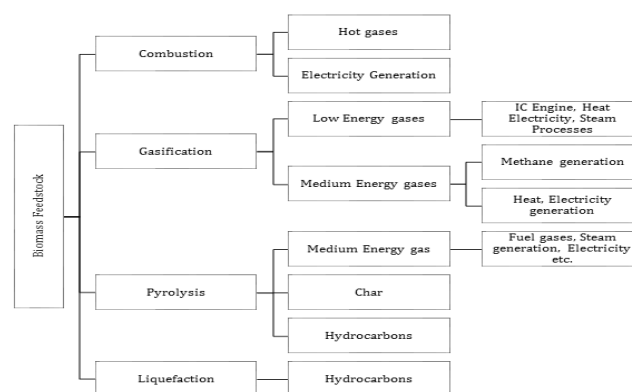 Biomass Feedstock
Combustion
Hot gases
Electricity Generation
Gasification
Low Energy gases
IC Engine, Heat
Electricity, Steam
Processes
Medium Energy gases
Methane generation
Heat, Electricity
generation
Pyrolysis
Medium Energy gas
Fuel gases, Steam
generation, Electricity
etc.
Char
Hydrocarbons
Liquefaction
Hydrocarbons